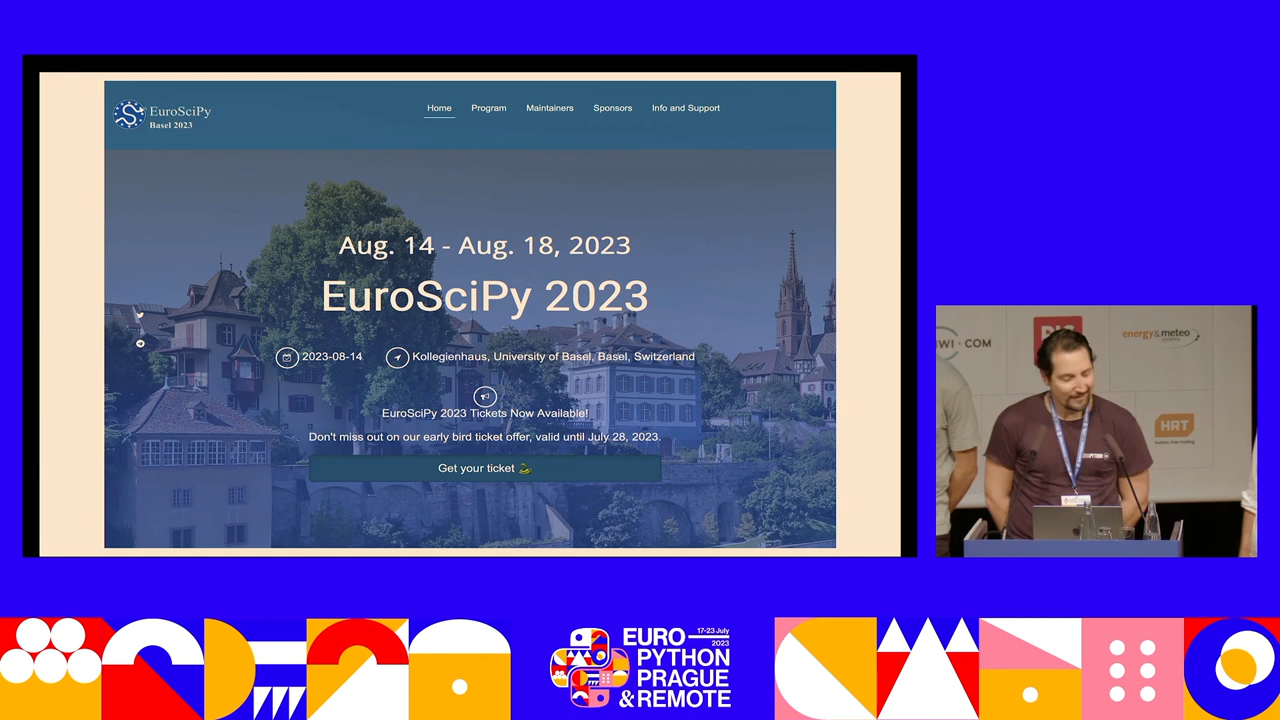 EuroSciPy
Basel 2023
Home
Program
Maintainers
Sponsors
Info and Support
Aug. 14 - Aug. 18, 2023
EuroSciPy 2023
2023-08-14
Kollegienhaus, University of Basel, Basel, Switzerland
EuroSciPy 2023 Tickets Now Available!
Don't miss out on our early bird ticket offer, valid until July 28, 2023.
Get your ticket
WI.COM
energy & meteo
systems
HRT
EURO
17-23 July
2023
PYTHON
PRAGUE
& REMOTE